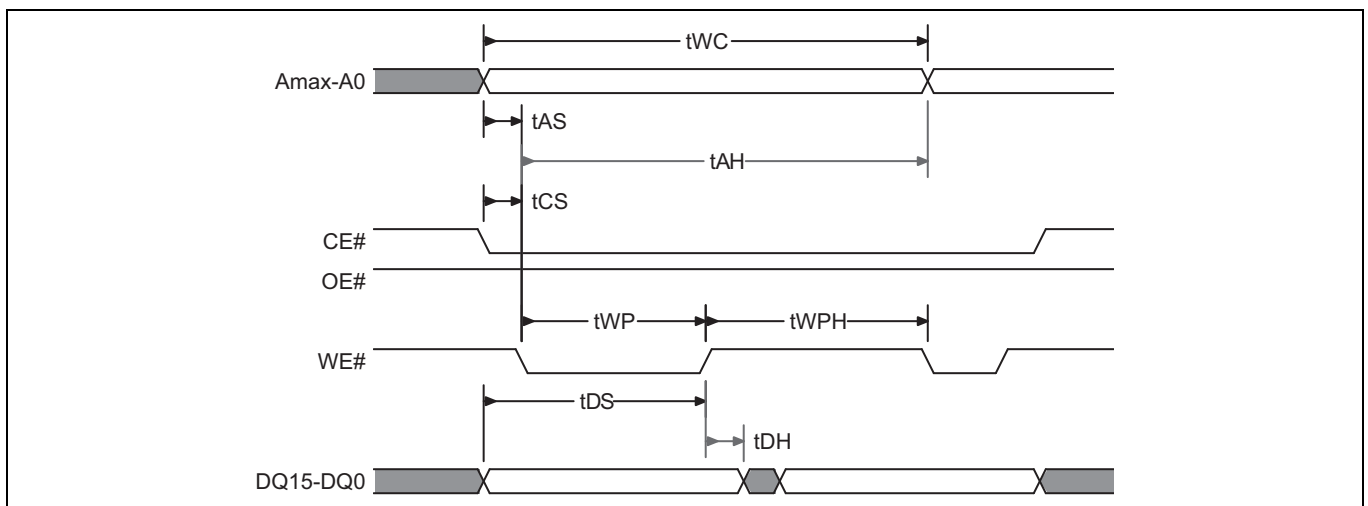 tWC
Amax-A0
tAS
tAH
tCS
CE#
OE#
tWP
tWPH
WE#
tDS
tDH
DQ15-DQ0